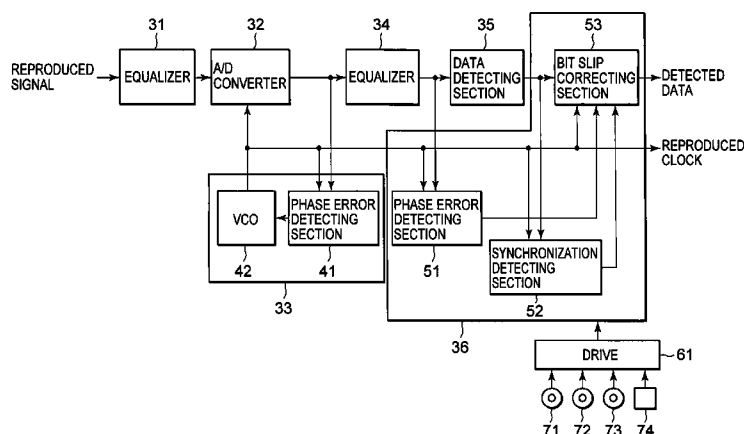 31
32
34
35
53
REPRODUCED
SIGNAL
EQUALIZER
A/D
CONVERTER
EQUALIZER
DATA
DETECTING
SECTION
BIT SLIP
CORRECTING
SECTION
DETECTED
DATA
REPRODUCED
CLOCK
VCO
PHASE ERROR
DETECTING
SECTION
PHASE ERROR
DETECTING
SECTION
42
41
51
SYNCHRONIZATION
DETECTING
SECTION
33
52
36
DRIVE
61
71
72
73
74